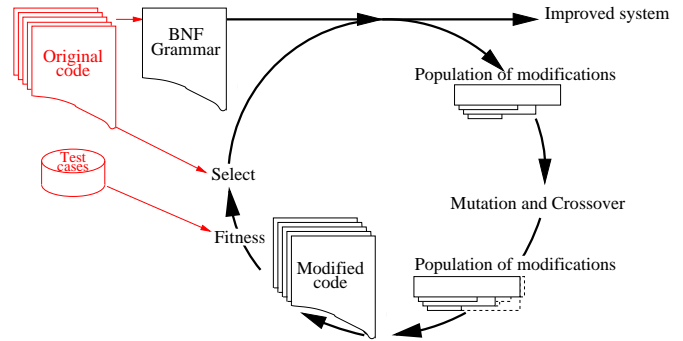 Improved system
BNF
Grammar
Original
code
Population of modifications
Test
cases
Select
Mutation and Crossover
Fitness
Modified
code
Population of modifications